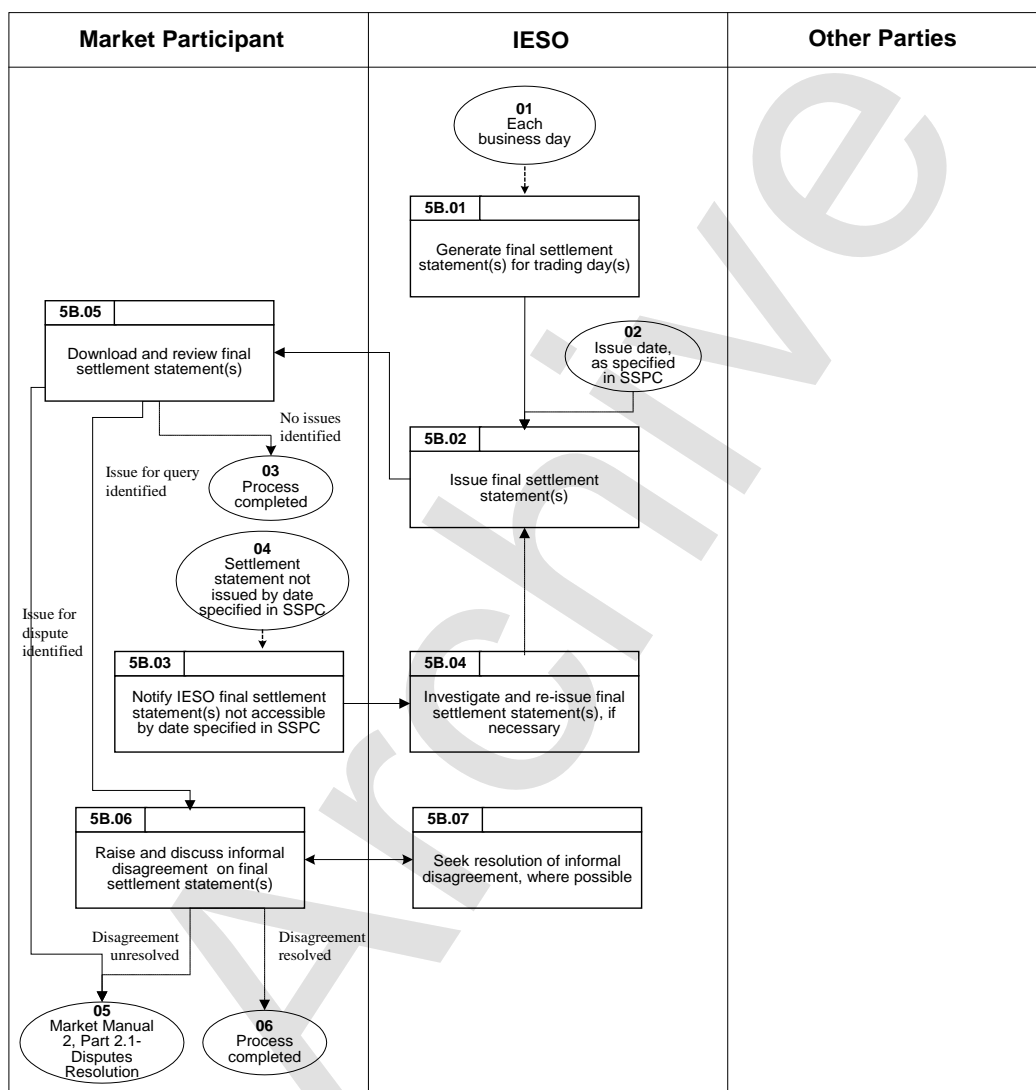 Market Participant
IESO
Other Parties
01
Each
business day
5B.01
Generate final settlement
statement(s) for trading day(s)
5B.05
Download and review final
settlement statement(s)
02
Issue date,
as specified
in SSPC
No issues
identified
5B.02
Issue final settlement
statement(s)
Issue for query
identified
03
Process
completed
04
Settlement
statement not
issued by date
specified in SSPC
Issue for
dispute
identified
5B.03
Notify IESO final settlement
statement(s) not accessible
by date specified in SSPC
5B.04
Investigate and re-issue final
settlement statement(s), if
necessary
5B.06
Raise and discuss informal
disagreement on final
settlement statement(s)
5B.07
Seek resolution of informal
disagreement, where possible
Disagreement
unresolved
Disagreement
resolved
05
Market Manual
2, Part 2.1-
Disputes
Resolution
06
Process
completed
Archive